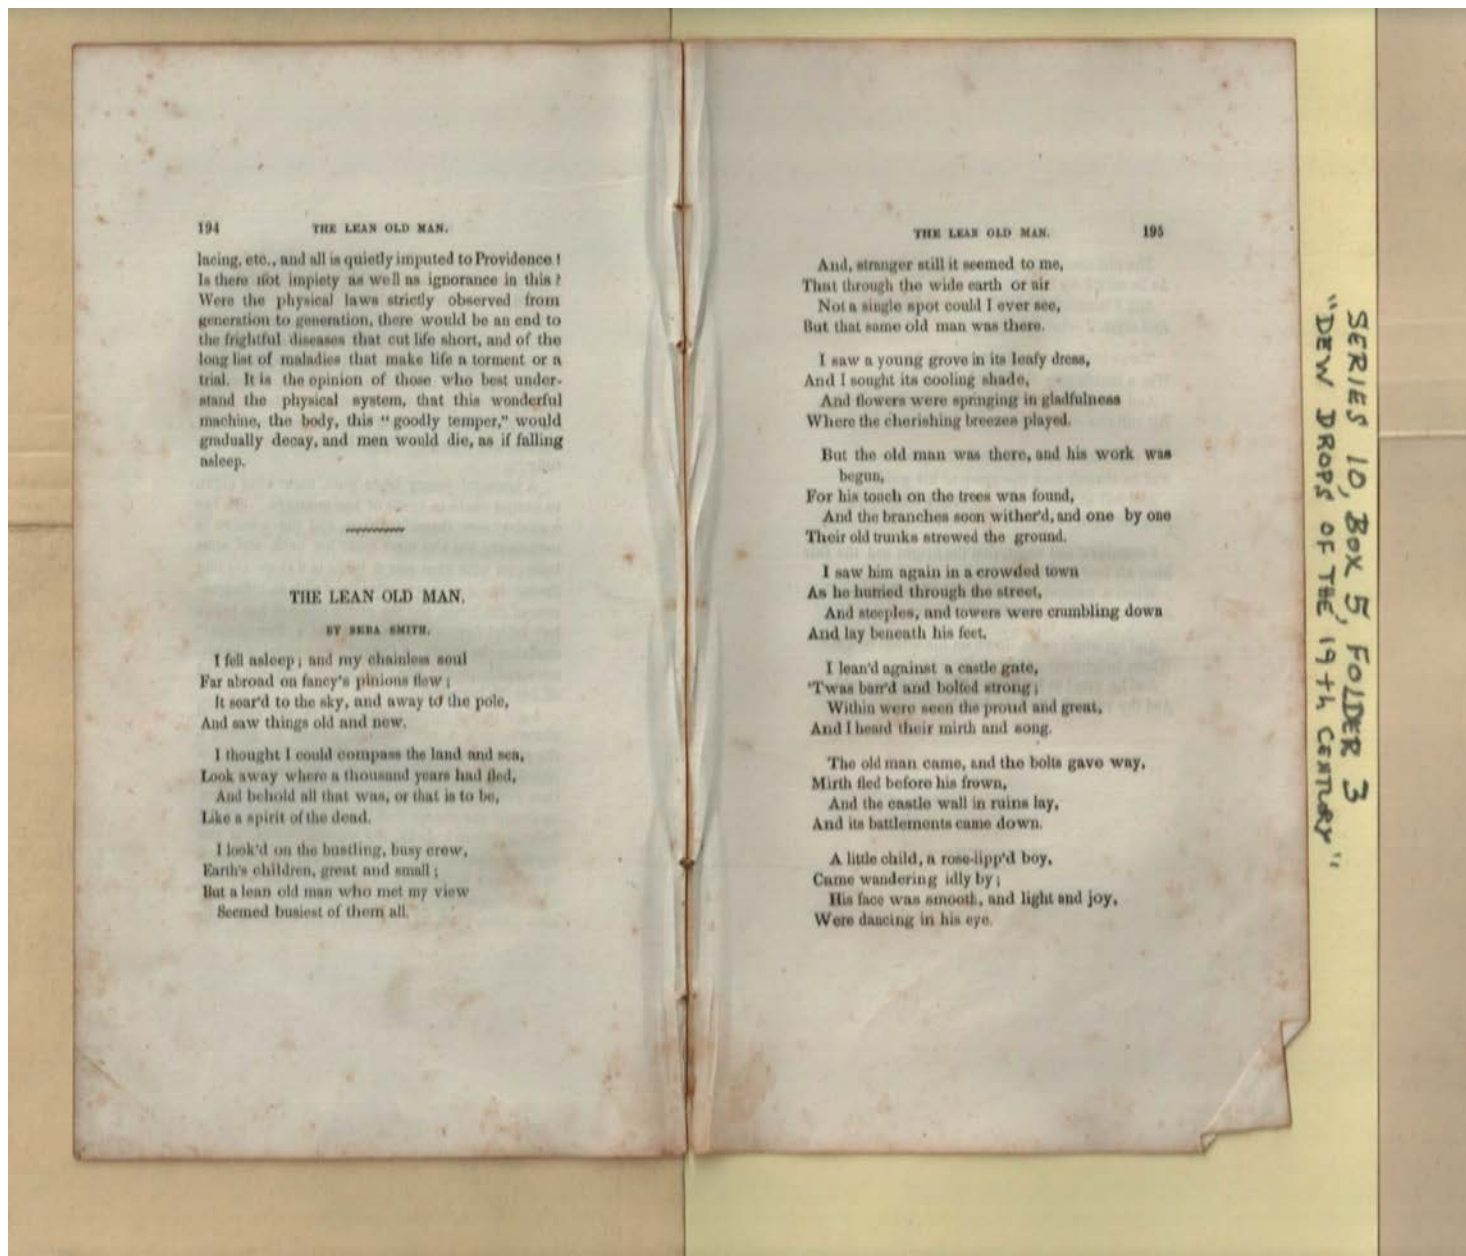 194 THE LEAN OLD MAN.
lacing, etc., and all is quietly imputed to Providence!
Is there not impiety as well as ignorance in this?
Were the physical laws strictly observed from
generation to generation, there would be an end to
the frightful diseases that cut life short, and of the
long list of maladies that make life a torment or a
trial. It is the opinion of those who best under-
stand the physical system, that this wonderful
machine, the body, this "goodly temper," would
gradually decay, and men would die, as if falling
asleep.
THE LEAN OLD MAN.
BY SEBA SMITH.
I fell asleep; and my chainless soul
Far abroad on fancy's pinions flew;
It soar'd to the sky, and away to the pole,
And saw things old and new.
I thought I could compass the land and sea,
Look away where a thousand years had fled,
And behold all that was, or that is to be,
Like a spirit of the dead.
I look'd on the bustling, busy crew,
Earth's children, great and small;
But a lean old man who met my view
Seemed busiest of them all.
THE LEAN OLD MAN. 195
And, stranger still it seemed to me,
That through the wide earth or air
Not a single spot could I ever see,
But that same old man was there.
I saw a young grove in its leafy dress,
And I sought its cooling shade,
And flowers were springing in gladfulness
Where the cherishing breezes played.
But the old man was there, and his work was
begun,
For his touch on the trees was found,
And the branches soon wither'd, and one by one
Their old trunks strewed the ground.
I saw him again in a crowded town
As he hurried through the street,
And steeples, and towers were crumbling down
And lay beneath his feet.
I lean'd against a castle gate,
'Twas barr'd and bolted strong;
Within were seen the proud and great,
And I heard their mirth and song.
The old man came, and the bolts gave way,
Mirth fled before his frown,
And the castle wall in ruins lay,
And its battlements came down.
A little child, a rose-lipp'd boy,
Came wandering idly by;
His face was smooth, and light and joy,
Were dancing in his eye.
SERIES 10, BOX 5, FOLDER 3
"DEW DROPS OF THE 19th CENTURY"